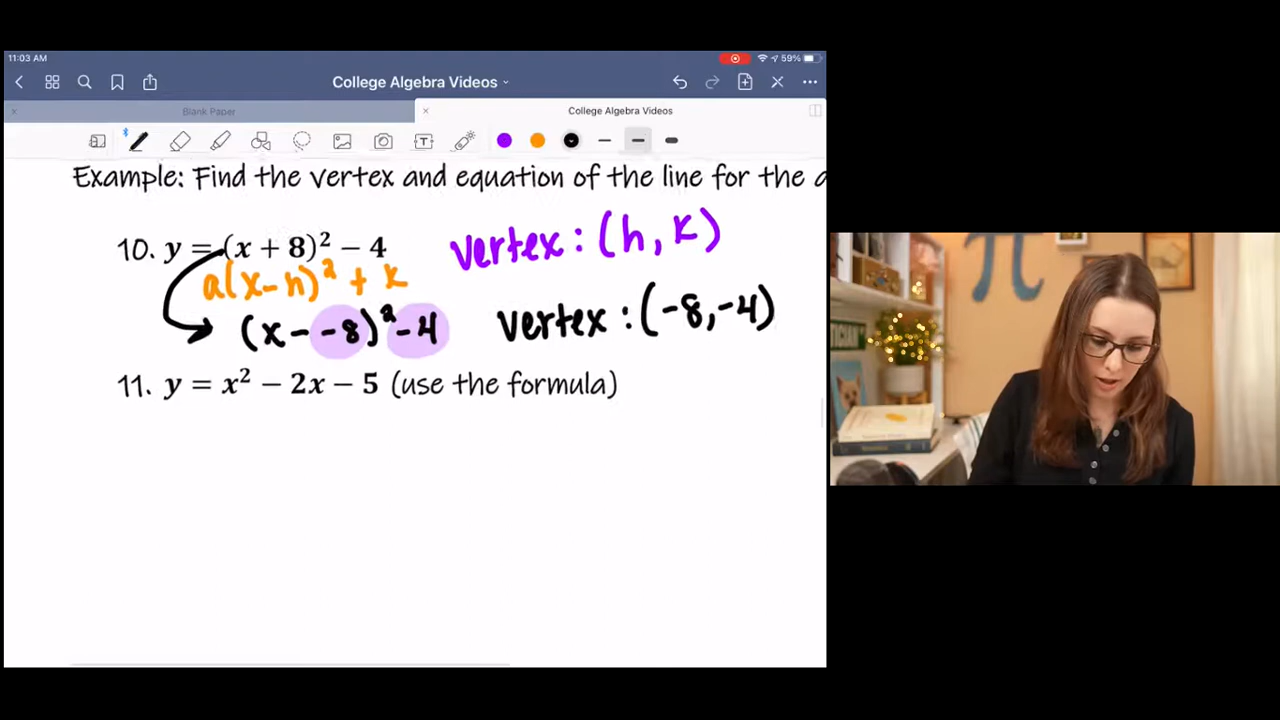 11:03 AM
59%
College Algebra Videos
Blank Paper
College Algebra Videos
Example: Find the vertex and equation of the line for the
10. y = (x + 8)² − 4
vertex : (h, k)
a(x − h)² + k
(x − −8)² − 4
vertex : (−8, −4)
11. y = x² − 2x − 5 (use the formula)
π